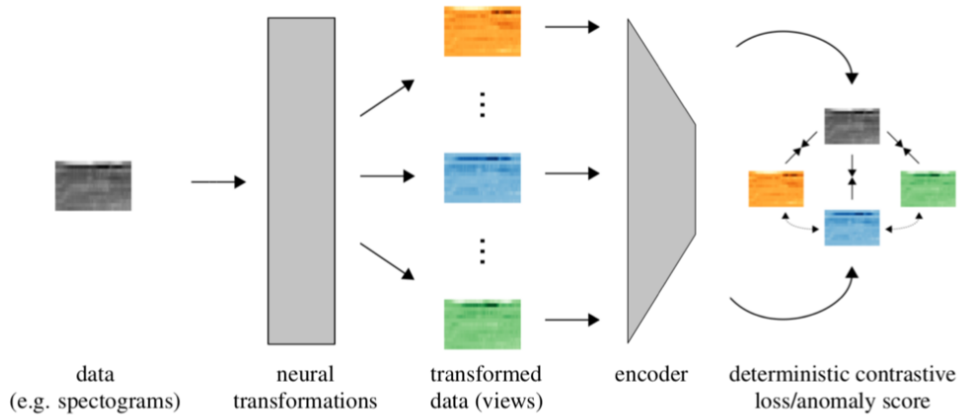 data
(e.g. spectograms)
neural
transformations
transformed
data (views)
encoder
deterministic contrastive
loss/anomaly score